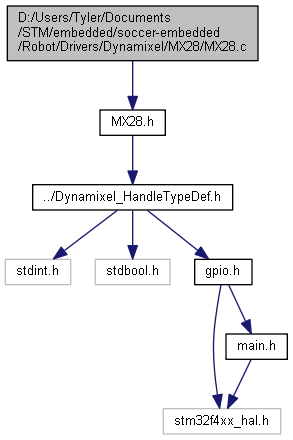 D:/Users/Tyler/Documents
/STM/embedded/soccer-embedded
/Robot/Drivers/Dynamixel/MX28/MX28.c
MX28.h
../Dynamixel_HandleTypeDef.h
stdint.h
stdbool.h
gpio.h
main.h
stm32f4xx_hal.h